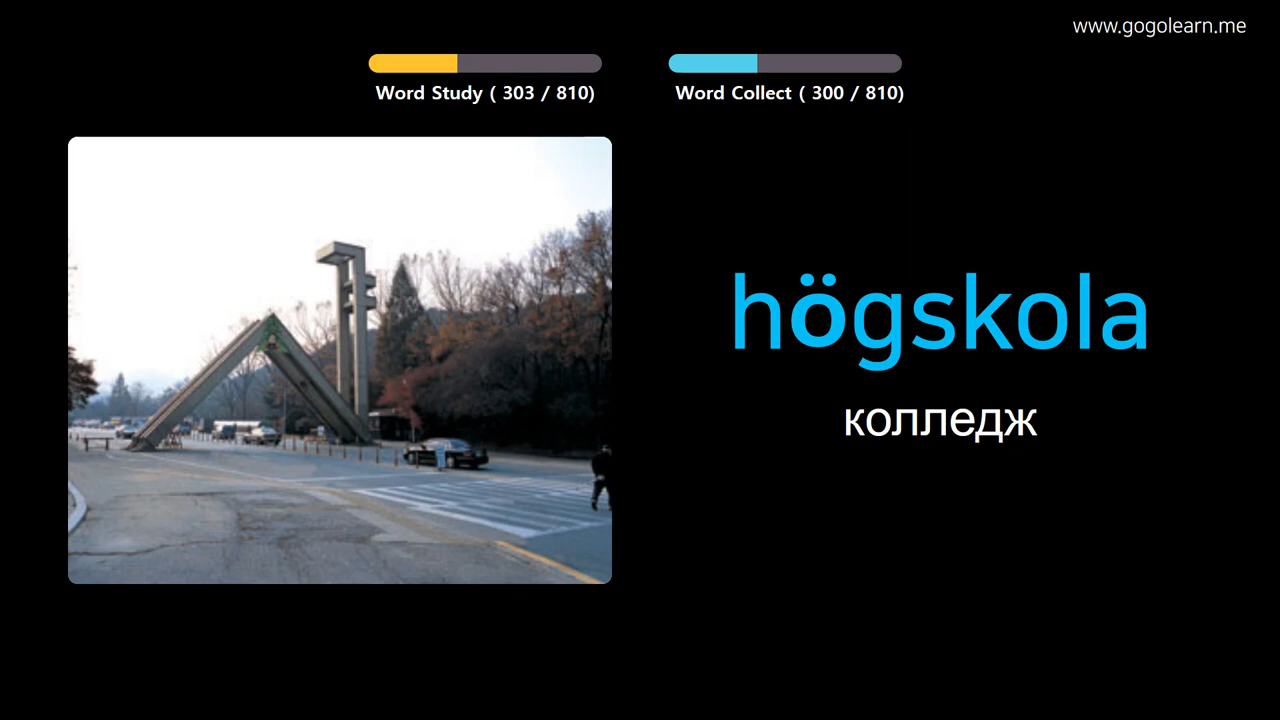 www.gogolearn.me
Word Study ( 303 / 810)
Word Collect ( 300 / 810)
högskola
колледж